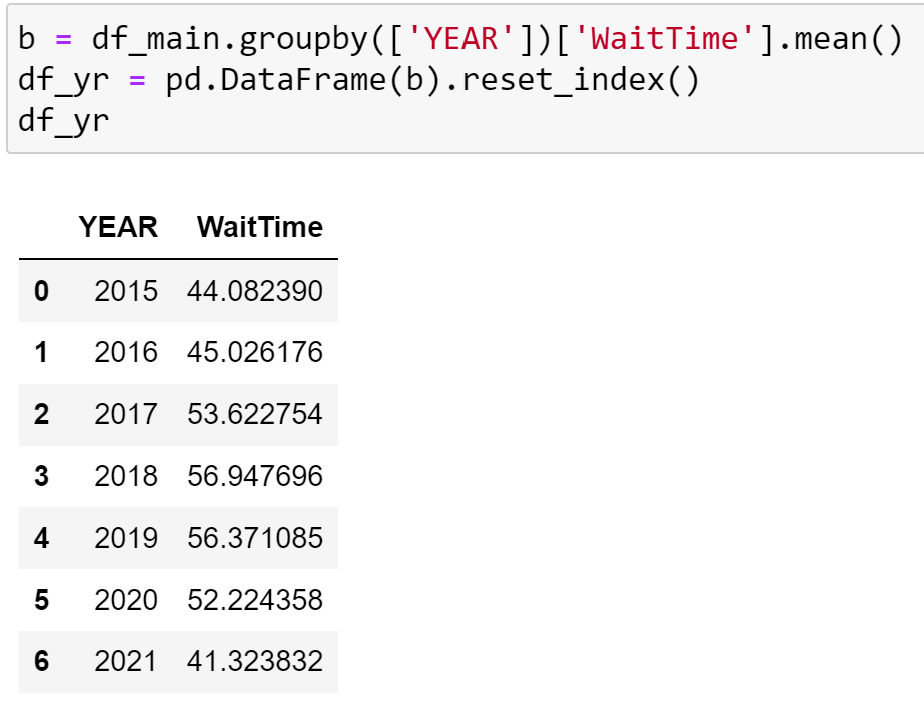 b = df_main.groupby(['YEAR'])['WaitTime'].mean()
df_yr = pd.DataFrame(b).reset_index()
df_yr
YEAR WaitTime
0 2015 44.082390
1 2016 45.026176
2 2017 53.622754
3 2018 56.947696
4 2019 56.371085
5 2020 52.224358
6 2021 41.323832